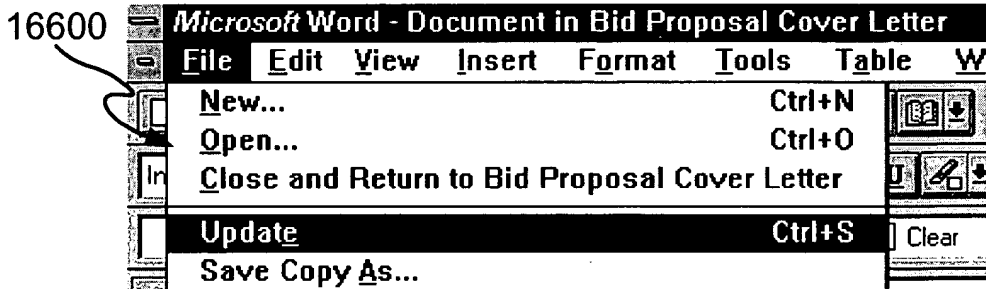 16600
Microsoft Word - Document in Bid Proposal Cover Letter
File Edit View Insert Format Tools Table W
New... Ctrl+N
Open... Ctrl+O
In
Close and Return to Bid Proposal Cover Letter
U
Update Ctrl+S
Clear
Save Copy As...